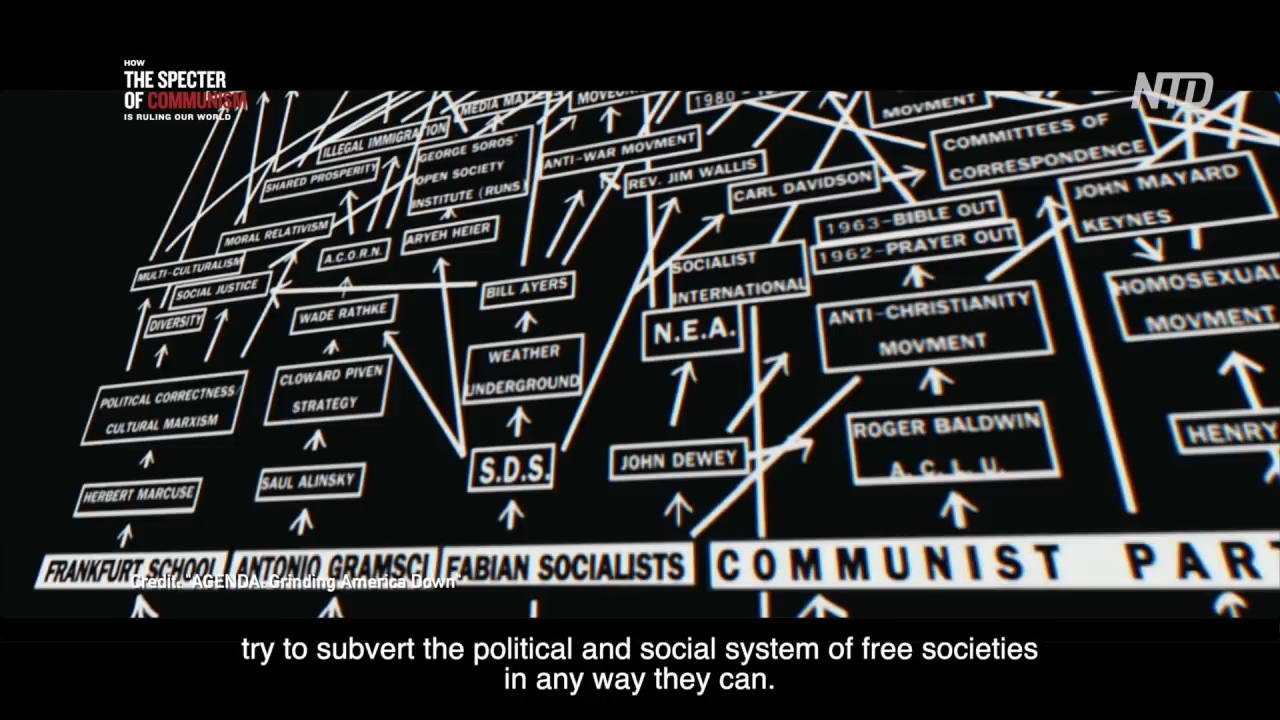 HOW
THE SPECTER
OF COMMUNISM
IS RULING OUR WORLD
NTD
MEDIA
1980
MOVMENT
COMMITTEES OF
CORRESPONDENCE
ILLEGAL IMMIGRATION
GEORGE SOROS'
OPEN SOCIETY
INSTITUTE (RUNS)
ANTI-WAR MOVMENT
SHARED PROSPERITY
REV. JIM WALLIS
CARL DAVIDSON
JOHN MAYARD
KEYNES
1963-BIBLE OUT
1962-PRAYER OUT
MORAL RELATIVISM
A.C.O.R.N.
ARYEH HEIER
MULTI-CULTURALISM
SOCIAL JUSTICE
BILL AYERS
SOCIALIST
INTERNATIONAL
HOMOSEXUAL
MOVMENT
DIVERSITY
WADE RATHKE
N.E.A.
ANTI-CHRISTIANITY
MOVMENT
WEATHER
UNDERGROUND
POLITICAL CORRECTNESS/
CULTURAL MARXISM
CLOWARD PIVEN
STRATEGY
ROGER BALDWIN
A.C.L.U.
HENRY
HERBERT MARCUSE
SAUL ALINSKY
S.D.S.
JOHN DEWEY
FRANKFURT SCHOOL
ANTONIO GRAMSCI
FABIAN SOCIALISTS
COMMUNIST PART
Credit: "AGENDA: Grinding America Down"
try to subvert the political and social system of free societies
in any way they can.